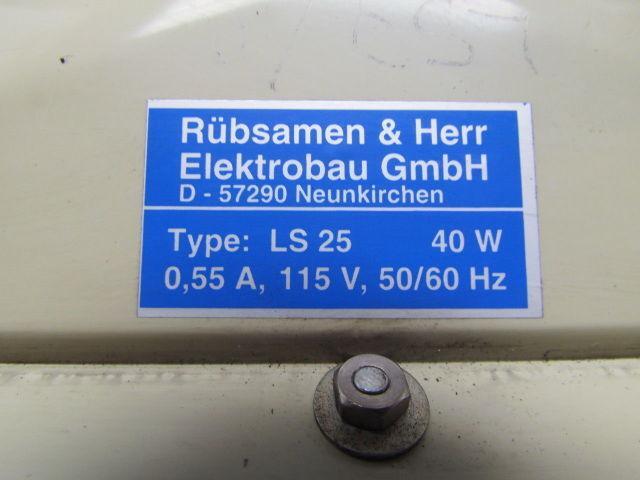 Rübsamen & Herr
Elektrobau GmbH
D - 57290 Neunkirchen
Type: LS 25 40 W
0,55 A, 115 V, 50/60 Hz